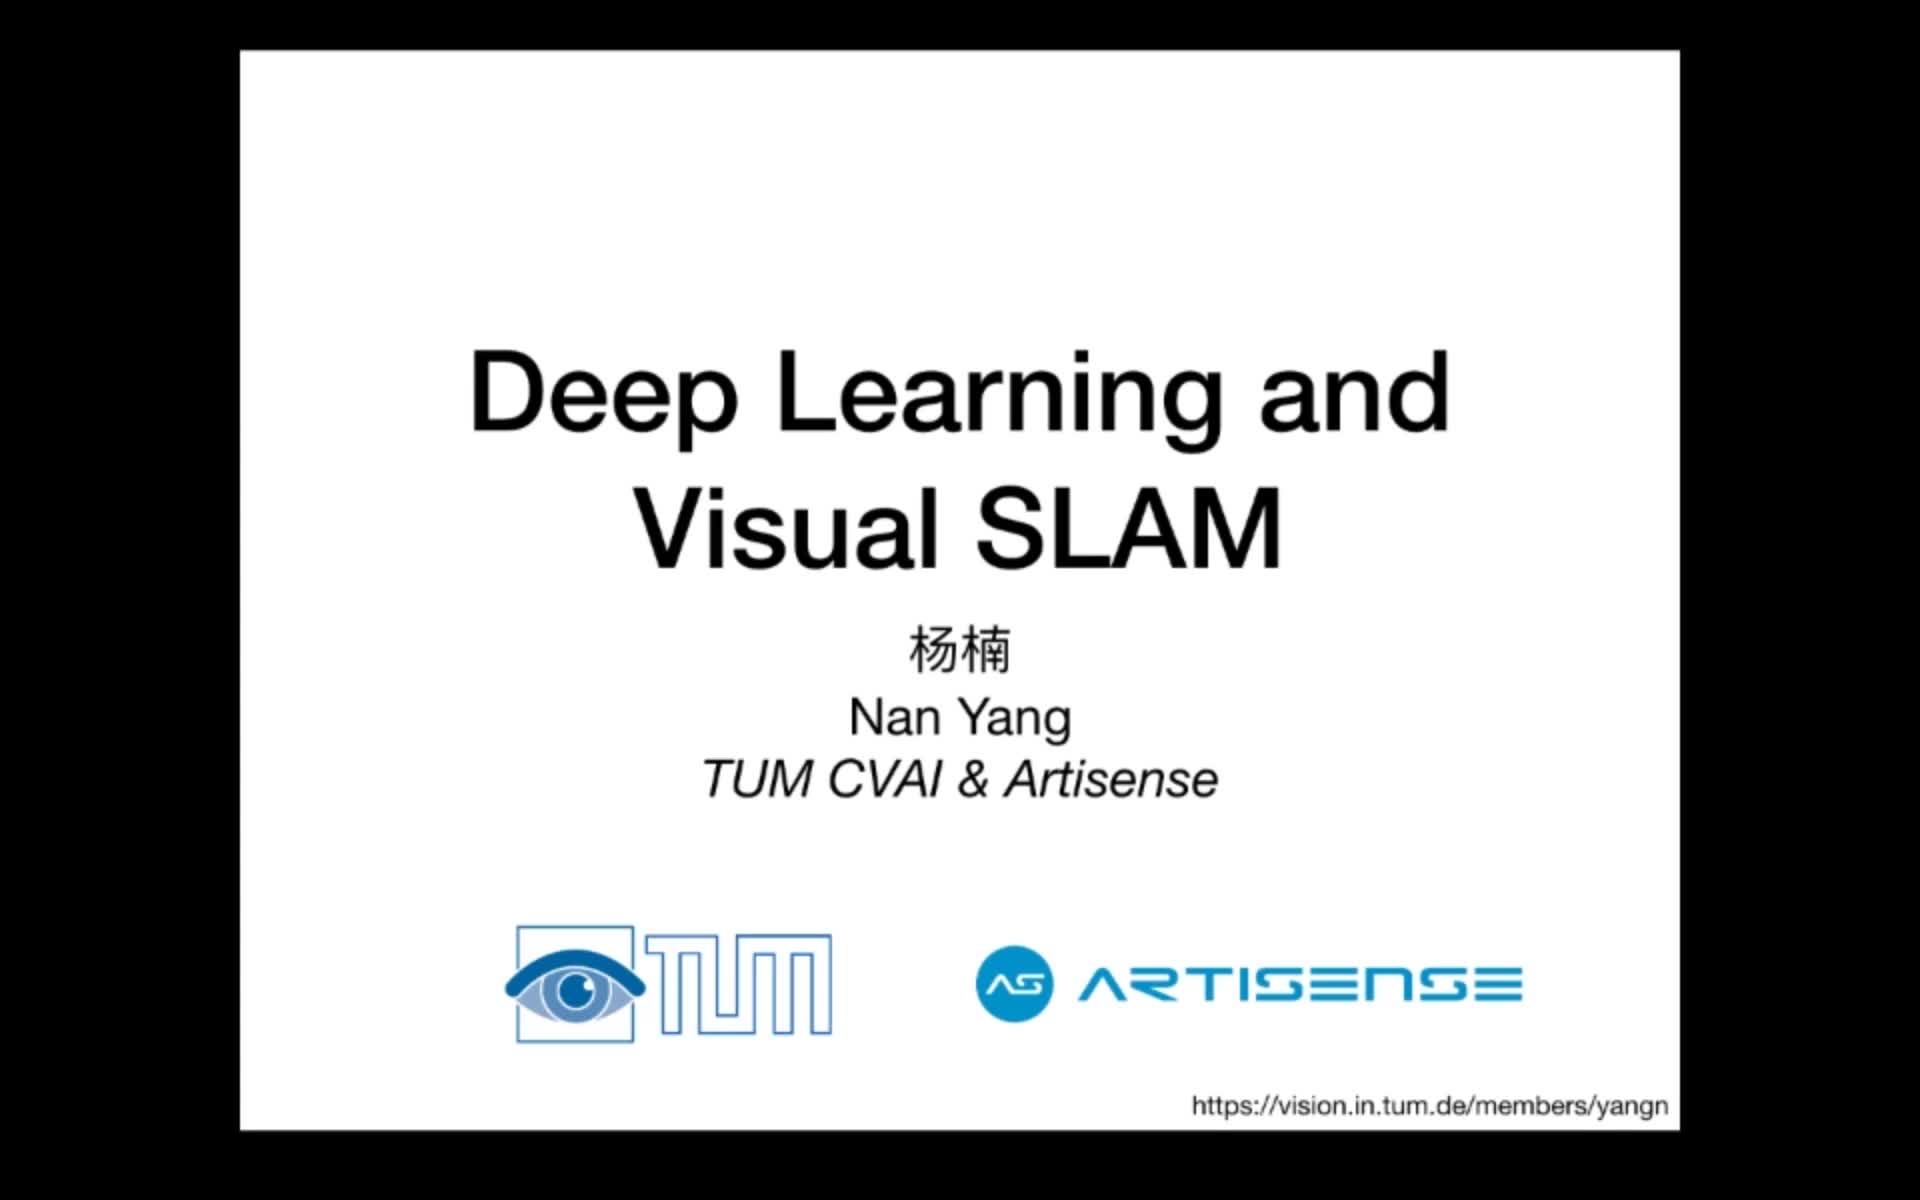 Deep Learning and
Visual SLAM
杨楠
Nan Yang
TUM CVAI & Artisense
TUM
AS ARTISENSE
https://vision.in.tum.de/members/yangn